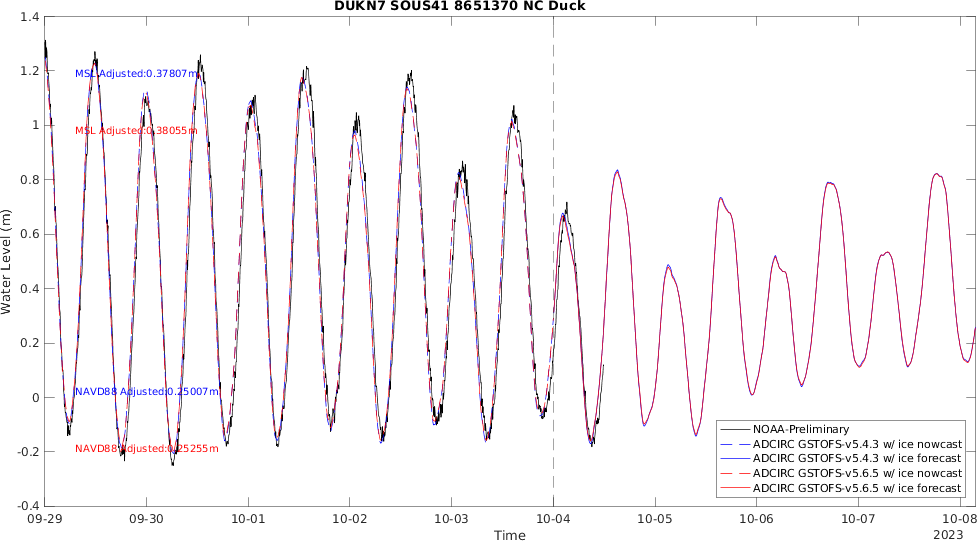 DUKN7 SOUS41 8651370 NC Duck
1.4
1.2
1
0.8
0.6
0.4
0.2
0
-0.2
-0.4
Water Level (m)
MSL Adjusted:0.37807m
MSL Adjusted:0.38055m
NAVD88 Adjusted:0.25007m
NAVD88 Adjusted:0.25255m
NOAA-Preliminary
ADCIRC GSTOFS-v5.4.3 w/ ice nowcast
ADCIRC GSTOFS-v5.4.3 w/ ice forecast
ADCIRC GSTOFS-v5.6.5 w/ ice nowcast
ADCIRC GSTOFS-v5.6.5 w/ ice forecast
09-29 09-30 10-01 10-02 10-03 10-04 10-05 10-06 10-07 10-08
Time
2023